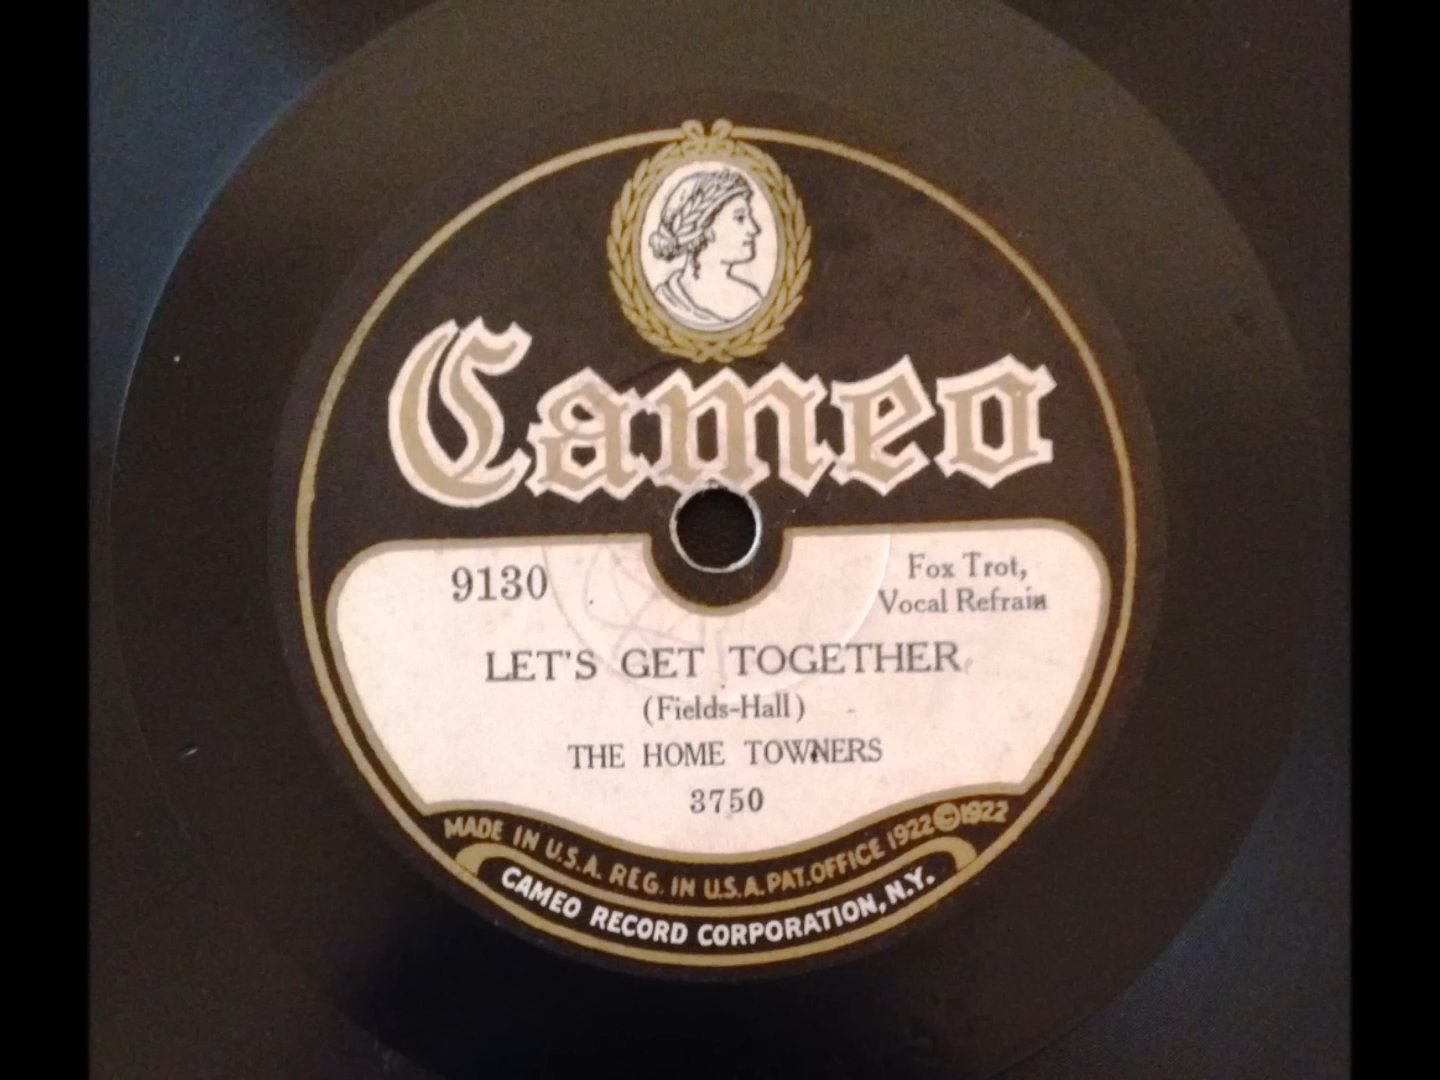 Cameo
9130
Fox Trot,
Vocal Refrain
LET'S GET TOGETHER
(Fields-Hall)
THE HOME TOWNERS
3750
MADE IN U.S.A. REG. IN U.S.A. PAT. OFFICE 1922 © 1922
CAMEO RECORD CORPORATION, N.Y.